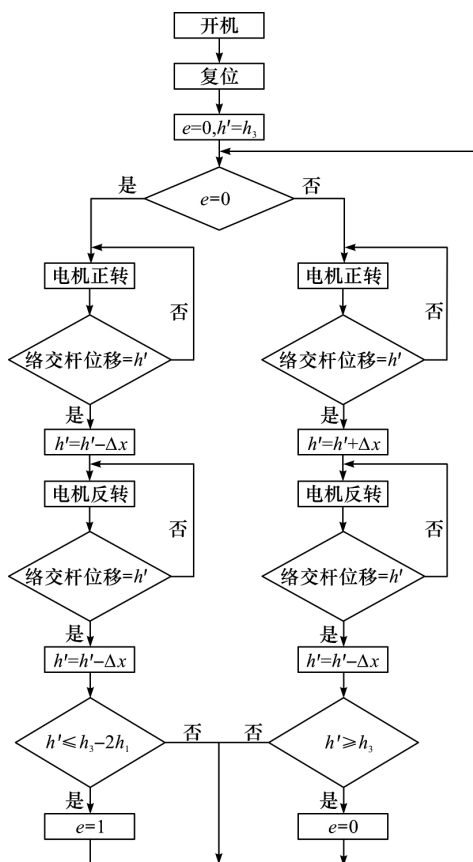 开机
复位
e=0,h'=h₃
e=0
是
否
电机正转
否
络交杆位移=h'
是
h'=h'−Δx
电机反转
否
络交杆位移=h'
是
h'=h'−Δx
h'≤h₃−2h₁
否
是
e=1
电机正转
否
络交杆位移=h'
是
h'=h'+Δx
电机反转
否
络交杆位移=h'
是
h'=h'−Δx
否
h'≥h₃
是
e=0